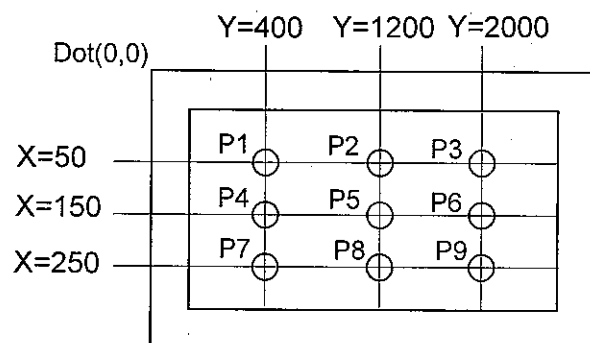 Y=400 Y=1200 Y=2000
Dot(0,0)
P1 P2 P3
X=50
P4 P5 P6
X=150
P7 P8 P9
X=250